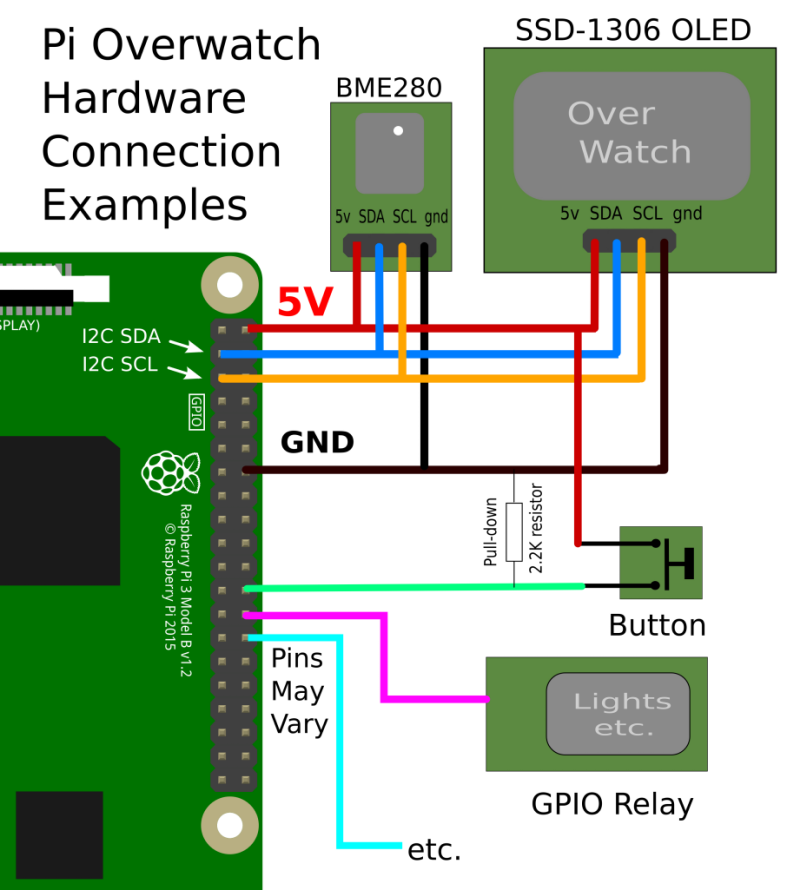 Pi Overwatch
Hardware
Connection
Examples
SSD-1306 OLED
BME280
Over
Watch
5v SDA SCL gnd
5v SDA SCL gnd
5V
SPLAY)
I2C SDA
I2C SCL
GPIO
GND
Raspberry Pi 3 Model B v1.2
© Raspberry Pi 2015
Pull-down
2.2K resistor
Button
Pins
May
Vary
Lights
etc.
GPIO Relay
etc.